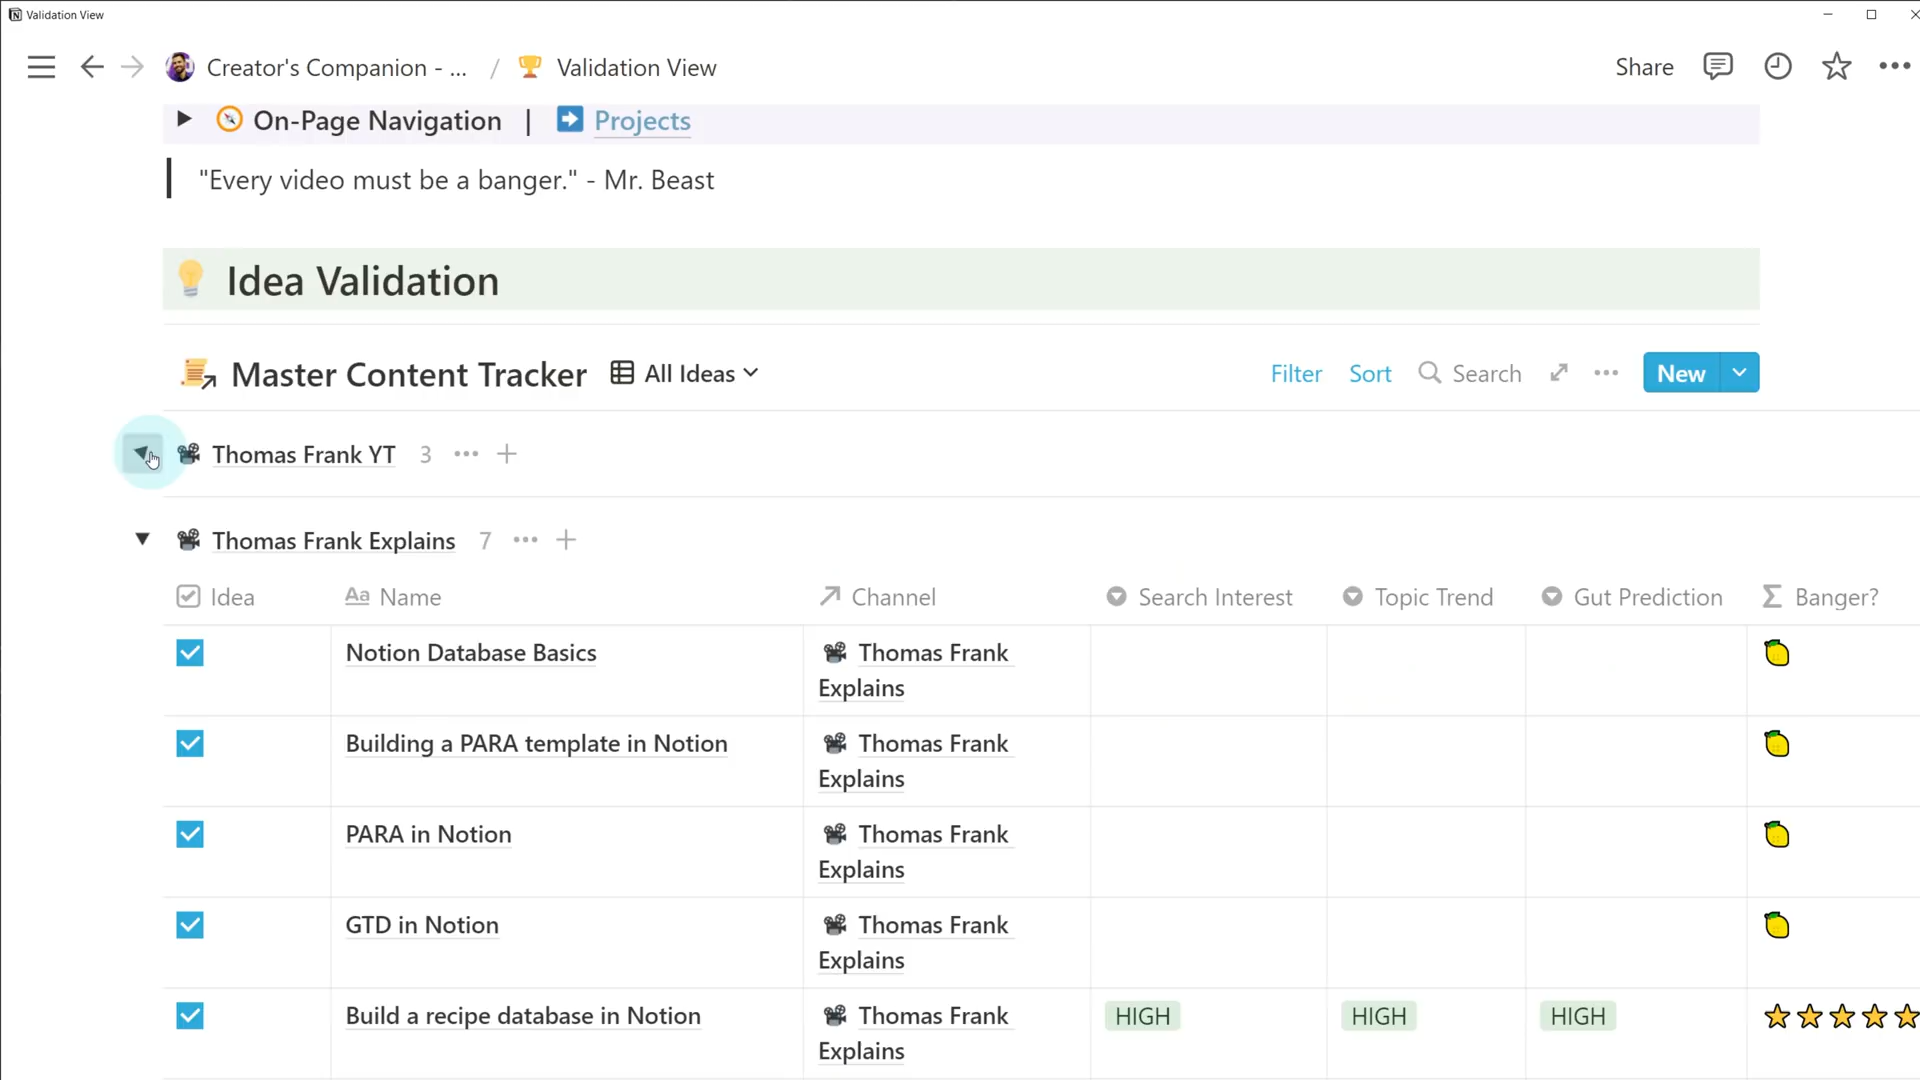 Validation View
Creator's Companion - ... / Validation View
Share
On-Page Navigation | Projects
"Every video must be a banger." - Mr. Beast
Idea Validation
Master Content Tracker All Ideas
Filter Sort Search New
Thomas Frank YT 3
Thomas Frank Explains 7
Idea Aa Name Channel Search Interest Topic Trend Gut Prediction Σ Banger?
Notion Database Basics Thomas Frank
Explains
Building a PARA template in Notion Thomas Frank
Explains
PARA in Notion Thomas Frank
Explains
GTD in Notion Thomas Frank
Explains
Build a recipe database in Notion Thomas Frank HIGH HIGH HIGH
Explains